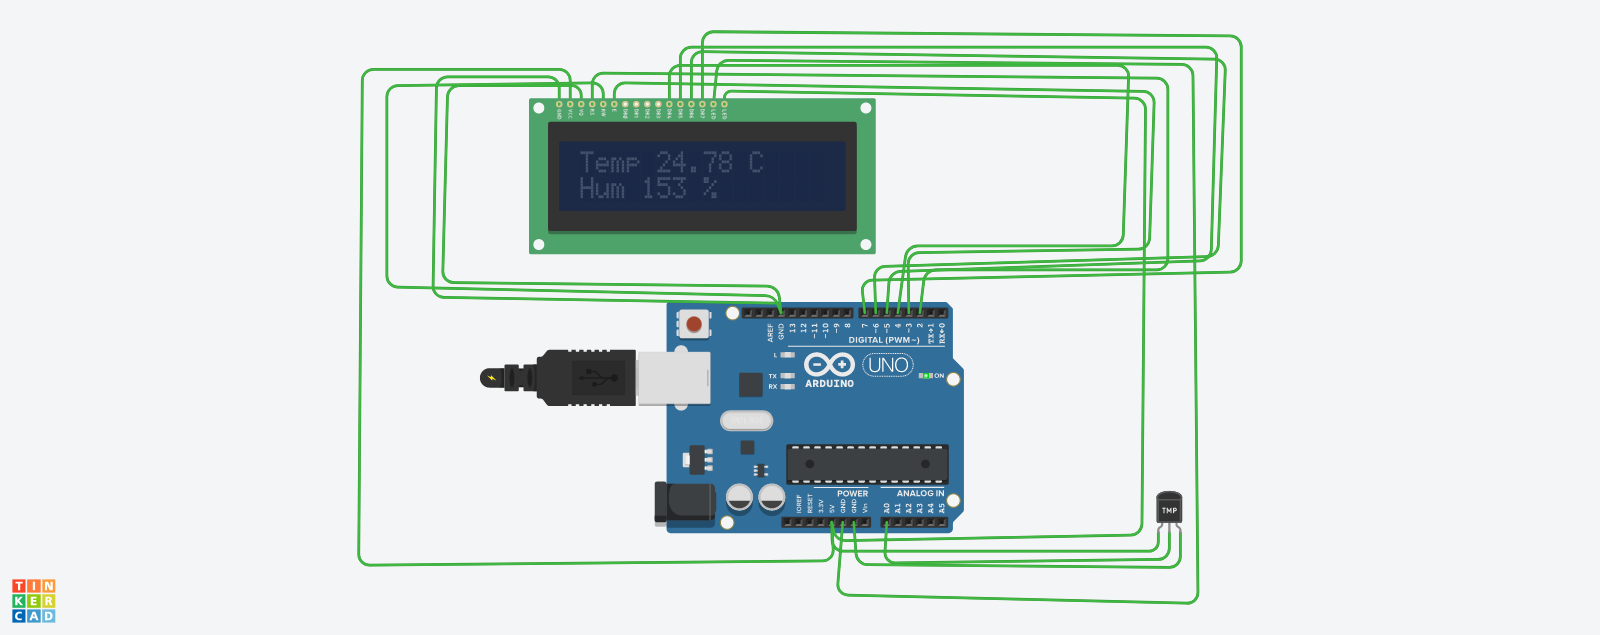 GND VCC V0 RS RW E DB0 DB1 DB2 DB3 DB4 DB5 DB6 DB7 LED LED
Temp 24.78 C
Hum 153 %
AREF GND 13 12 ~11 ~10 ~9 8 7 ~6 ~5 4 ~3 2 TX→1 RX←0
DIGITAL (PWM ~)
L
TX
RX
ARDUINO
UNO
ON
POWER
ANALOG IN
IOREF RESET 3.3V 5V GND GND Vin A0 A1 A2 A3 A4 A5
TMP
TIN
KER
CAD